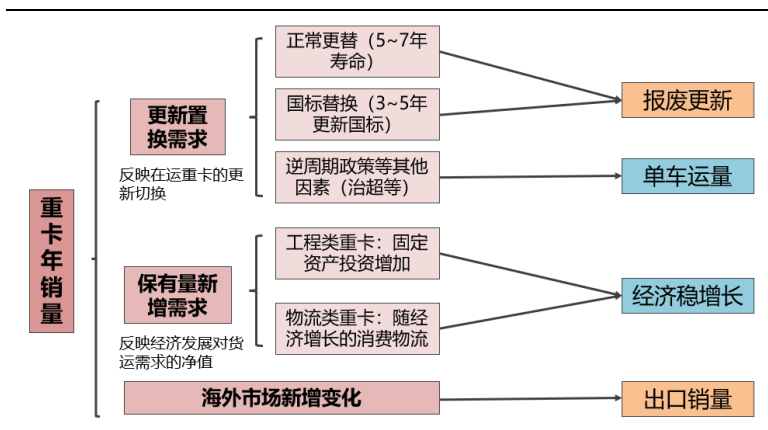 重
卡
年
销
量
更新置
换需求
反映在运重卡的更
新切换
正常更替（5~7年
寿命）
国标替换（3~5年
更新国标）
逆周期政策等其他
因素（治超等）
报废更新
单车运量
保有量新
增需求
反映经济发展对货
运需求的净值
工程类重卡：固定
资产投资增加
物流类重卡：随经
济增长的消费物流
经济稳增长
海外市场新增变化
出口销量